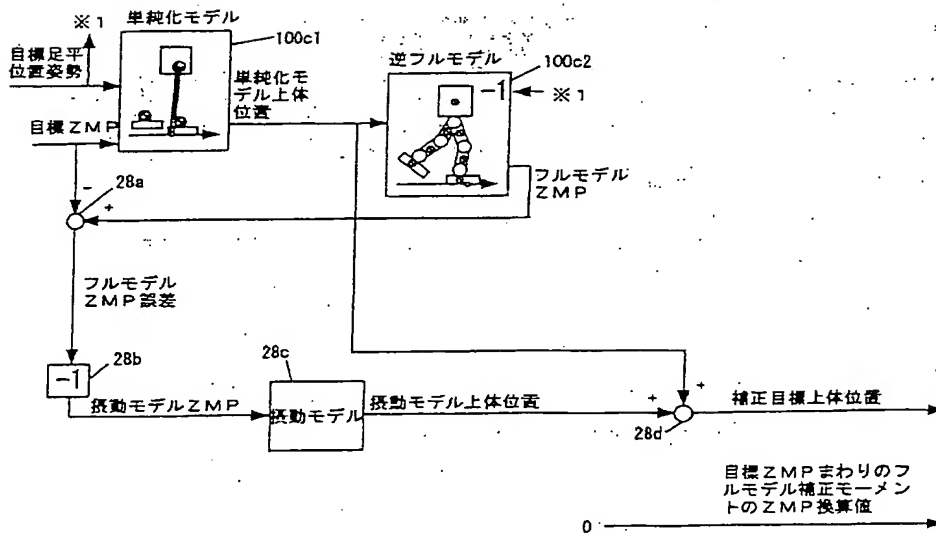 ※1
単純化モデル
100c1
目標足平
位置姿勢
目標ZMP
単純化モ
デル上体
位置
逆フルモデル
100c2
-1
※1
フルモデル
ZMP
-
28a
+
フルモデル
ZMP誤差
28b
-1
摂動モデルZMP
28c
摂動モデル
摂動モデル上体位置
+
+
28d
補正目標上体位置
目標ZMPまわりのフ
ルモデル補正モーメン
トのZMP換算値
0